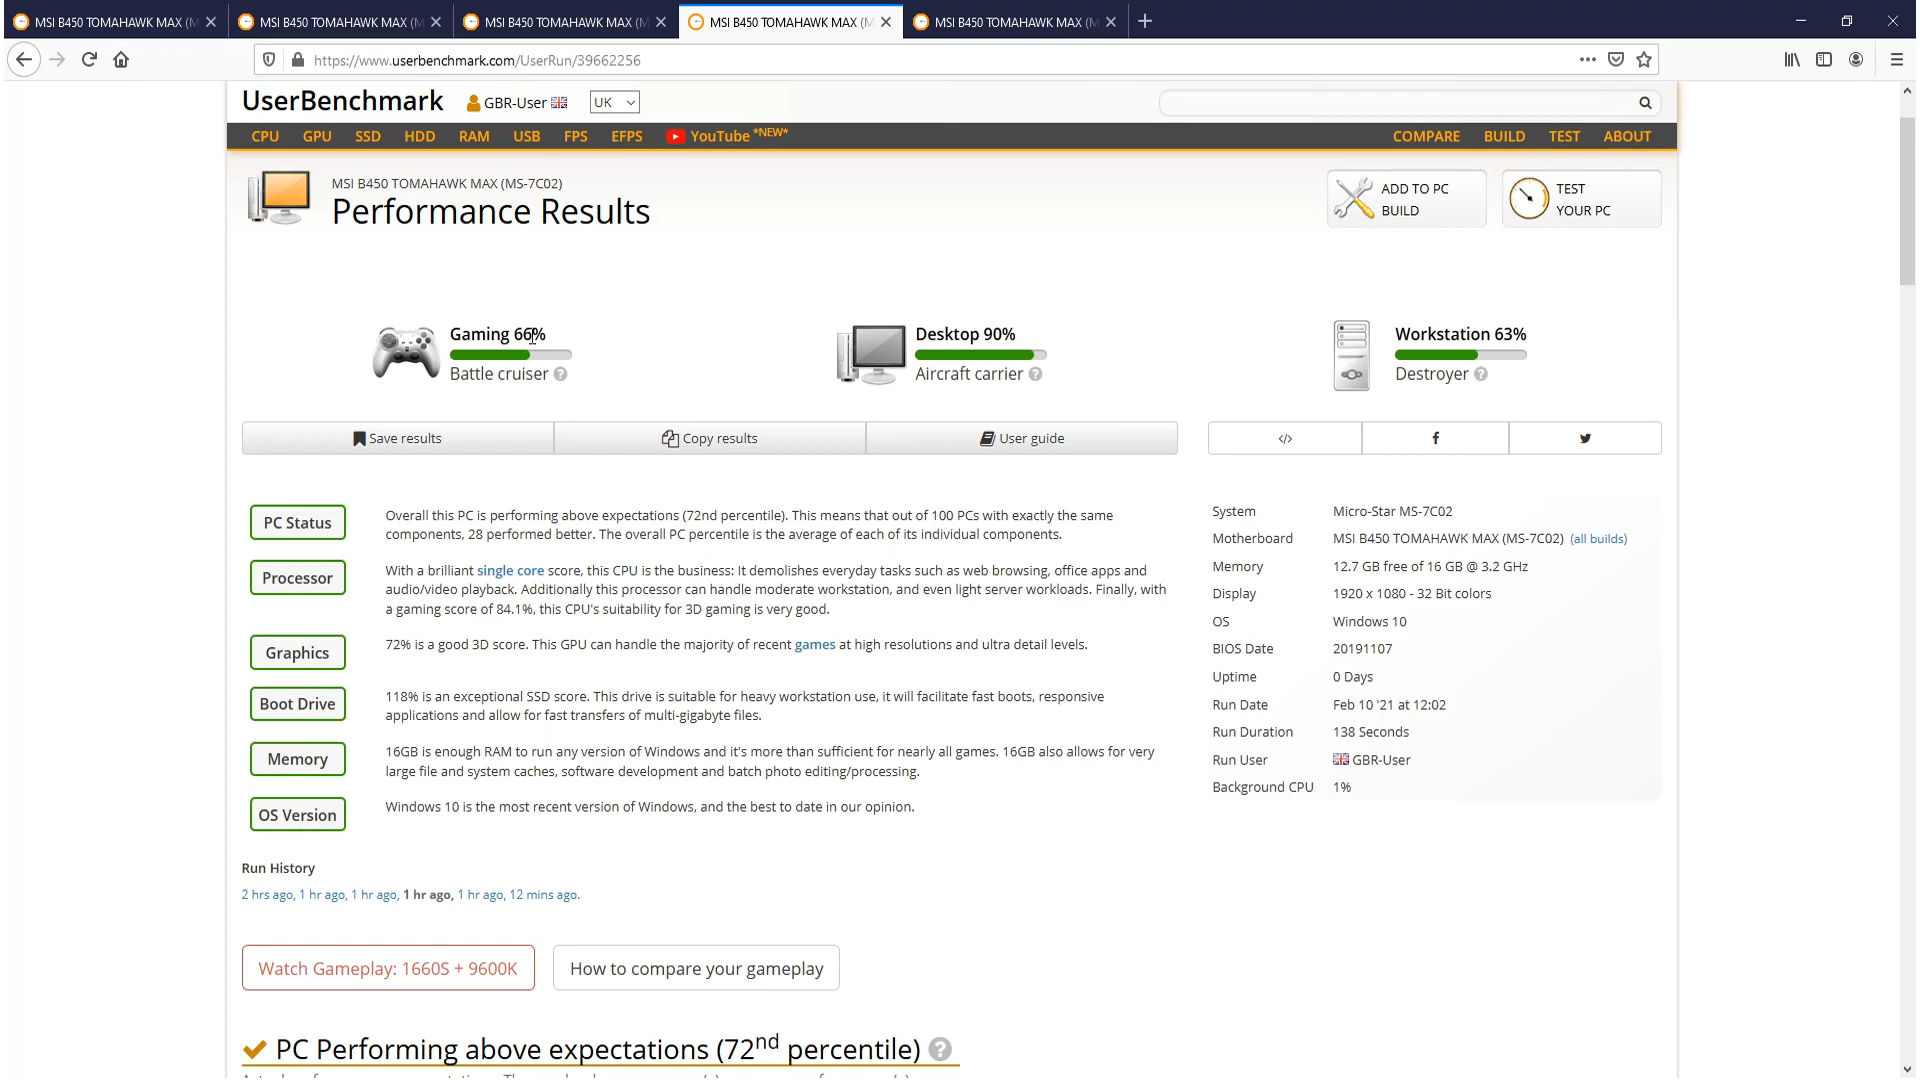 MSI B450 TOMAHAWK MAX (M
MSI B450 TOMAHAWK MAX (M
MSI B450 TOMAHAWK MAX (M
MSI B450 TOMAHAWK MAX (M
MSI B450 TOMAHAWK MAX (M
https://www.userbenchmark.com/UserRun/39662256
UserBenchmark
GBR-User
UK
CPU GPU SSD HDD RAM USB FPS EFPS YouTube *NEW* COMPARE BUILD TEST ABOUT
MSI B450 TOMAHAWK MAX (MS-7C02)
Performance Results
ADD TO PC
BUILD
TEST
YOUR PC
Gaming 66%
Battle cruiser ?
Desktop 90%
Aircraft carrier ?
Workstation 63%
Destroyer ?
Save results
Copy results
User guide
</>
PC Status
Overall this PC is performing above expectations (72nd percentile). This means that out of 100 PCs with exactly the same
components, 28 performed better. The overall PC percentile is the average of each of its individual components.
Processor
With a brilliant single core score, this CPU is the business: It demolishes everyday tasks such as web browsing, office apps and
audio/video playback. Additionally this processor can handle moderate workstation, and even light server workloads. Finally, with
a gaming score of 84.1%, this CPU's suitability for 3D gaming is very good.
Graphics
72% is a good 3D score. This GPU can handle the majority of recent games at high resolutions and ultra detail levels.
Boot Drive
118% is an exceptional SSD score. This drive is suitable for heavy workstation use, it will facilitate fast boots, responsive
applications and allow for fast transfers of multi-gigabyte files.
Memory
16GB is enough RAM to run any version of Windows and it's more than sufficient for nearly all games. 16GB also allows for very
large file and system caches, software development and batch photo editing/processing.
OS Version
Windows 10 is the most recent version of Windows, and the best to date in our opinion.
System Micro-Star MS-7C02
Motherboard MSI B450 TOMAHAWK MAX (MS-7C02) (all builds)
Memory 12.7 GB free of 16 GB @ 3.2 GHz
Display 1920 x 1080 - 32 Bit colors
OS Windows 10
BIOS Date 20191107
Uptime 0 Days
Run Date Feb 10 '21 at 12:02
Run Duration 138 Seconds
Run User GBR-User
Background CPU 1%
Run History
2 hrs ago, 1 hr ago, 1 hr ago, 1 hr ago, 1 hr ago, 12 mins ago.
Watch Gameplay: 1660S + 9600K
How to compare your gameplay
PC Performing above expectations (72nd percentile) ?